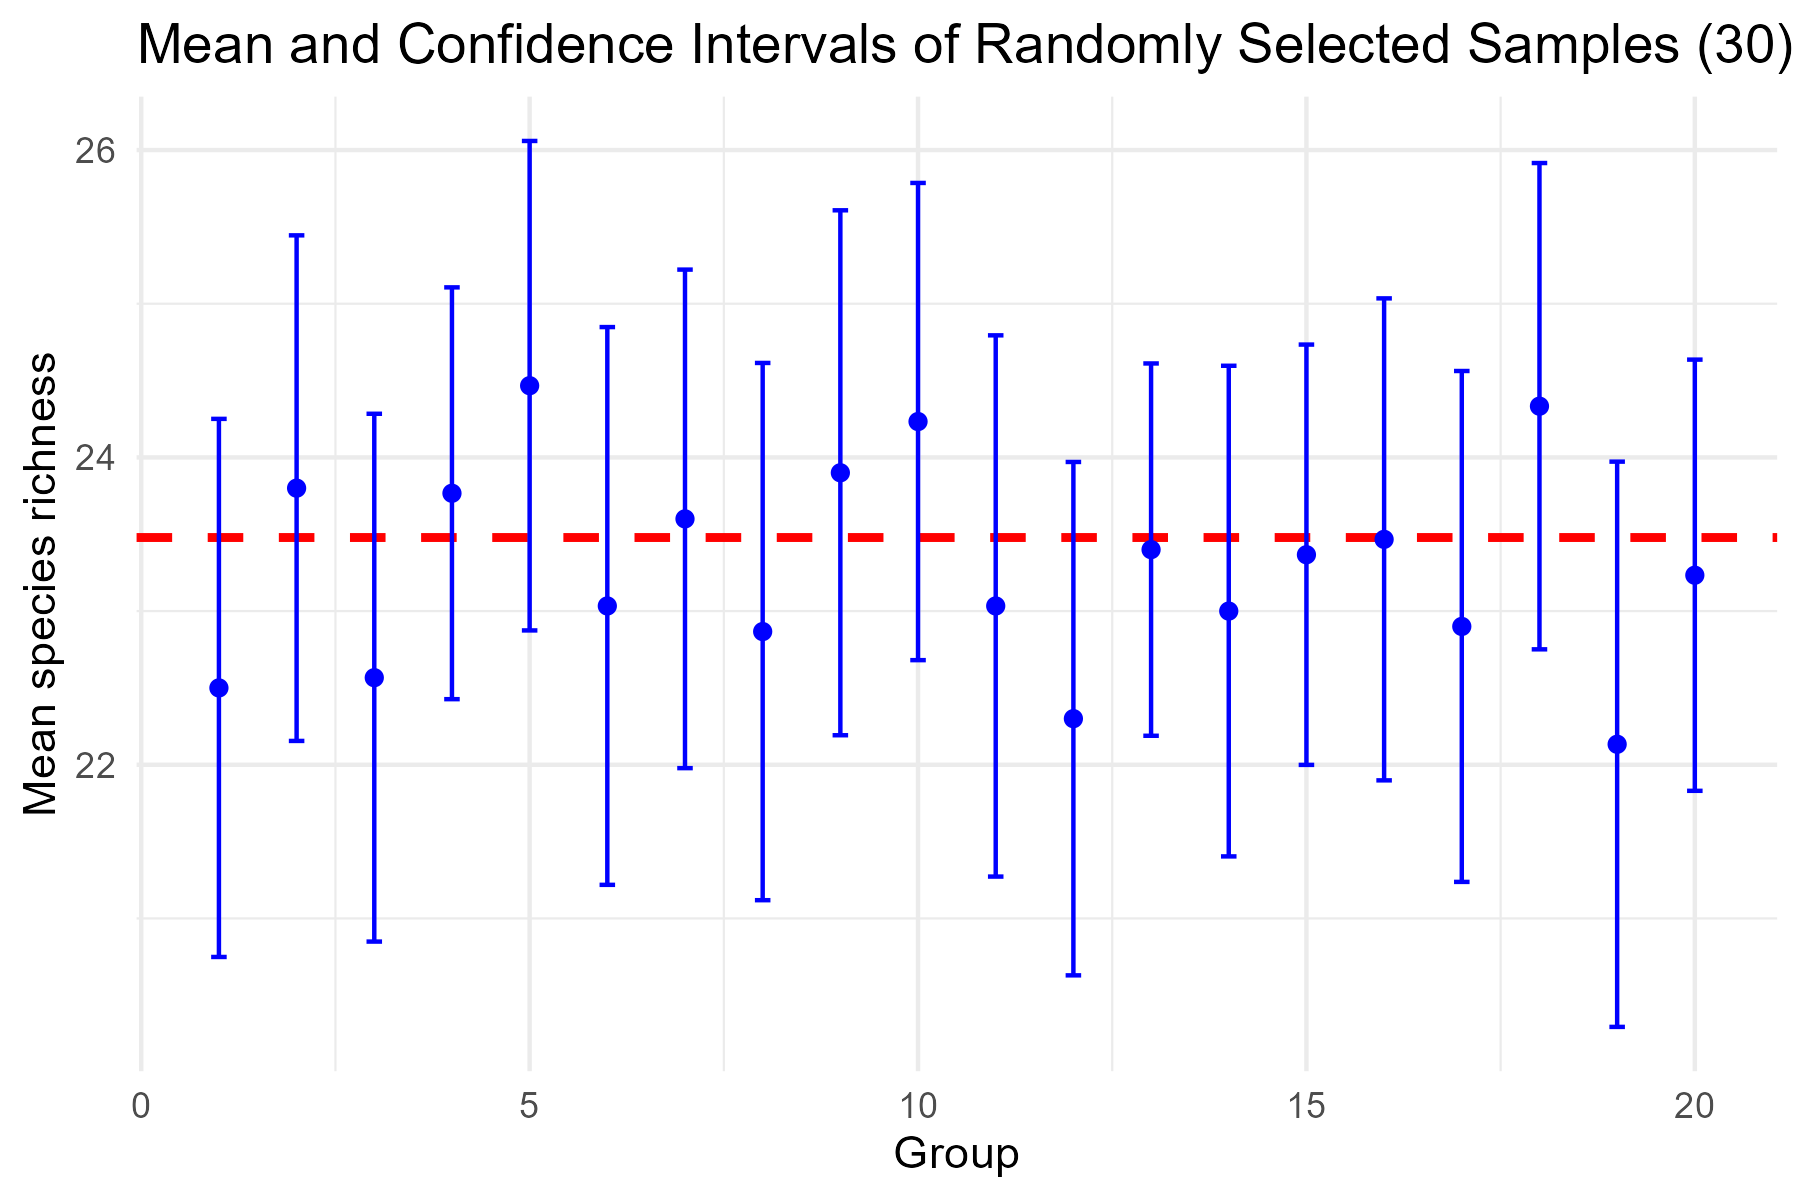 Mean and Confidence Intervals of Randomly Selected Samples (30)
Mean species richness
26
24
22
0 5 10 15 20
Group